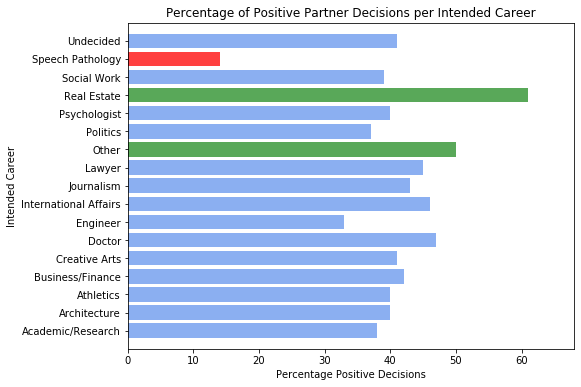 Percentage of Positive Partner Decisions per Intended Career
Undecided
Speech Pathology
Social Work
Real Estate
Psychologist
Politics
Other
Lawyer
Journalism
International Affairs
Engineer
Doctor
Creative Arts
Business/Finance
Athletics
Architecture
Academic/Research
Intended Career
0 10 20 30 40 50 60
Percentage Positive Decisions